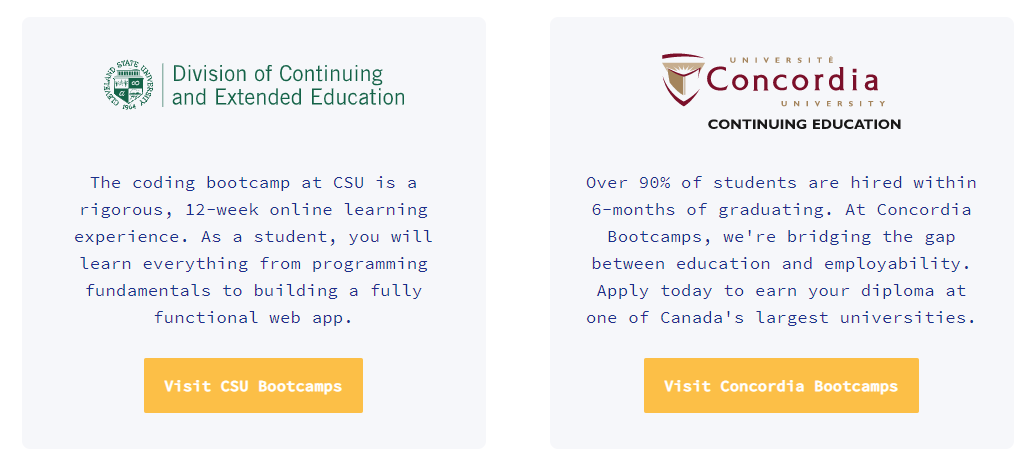 CLEVELAND STATE UNIVERSITY
1964
Division of Continuing
and Extended Education
The coding bootcamp at CSU is a
rigorous, 12-week online learning
experience. As a student, you will
learn everything from programming
fundamentals to building a fully
functional web app.
Visit CSU Bootcamps
UNIVERSITÉ
Concordia
UNIVERSITY
CONTINUING EDUCATION
Over 90% of students are hired within
6-months of graduating. At Concordia
Bootcamps, we're bridging the gap
between education and employability.
Apply today to earn your diploma at
one of Canada's largest universities.
Visit Concordia Bootcamps